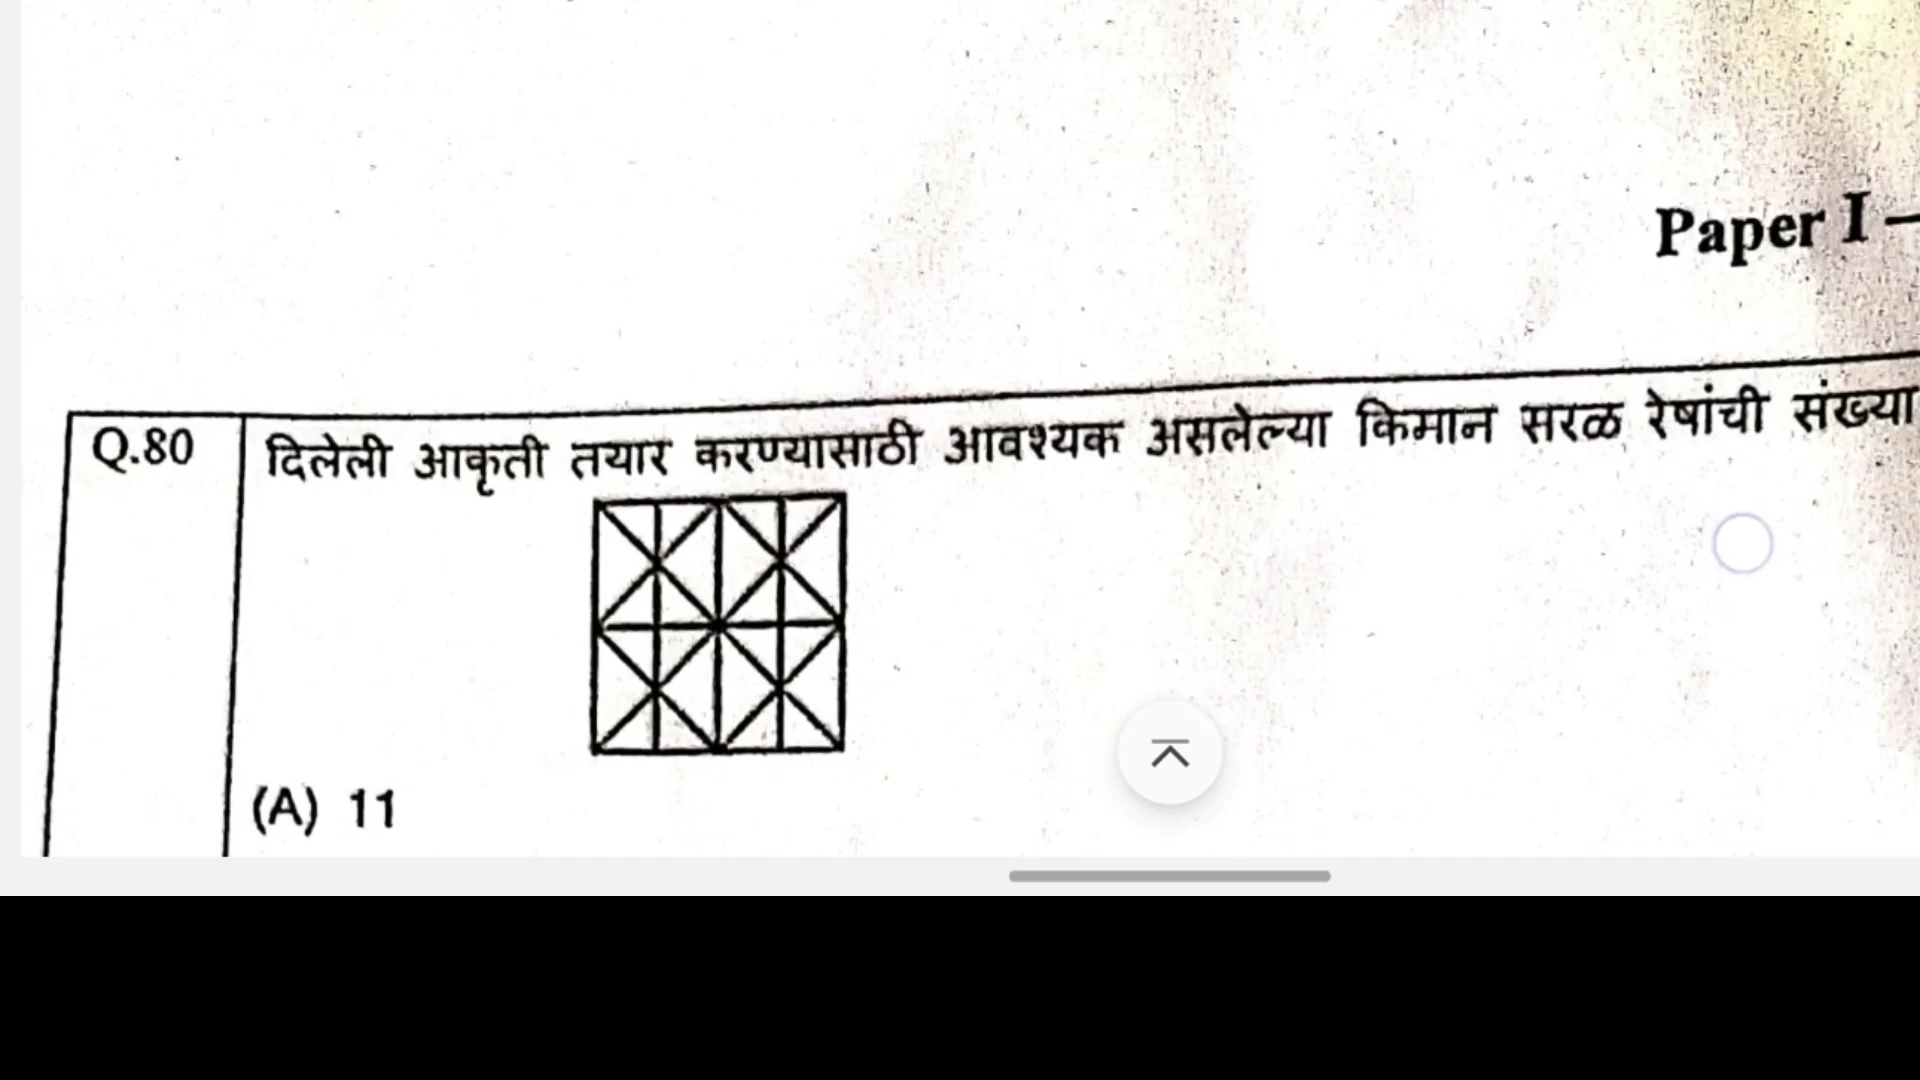 Paper I –
Q.80
दिलेली आकृती तयार करण्यासाठी आवश्यक असलेल्या किमान सरळ रेषांची संख्या
(A) 11